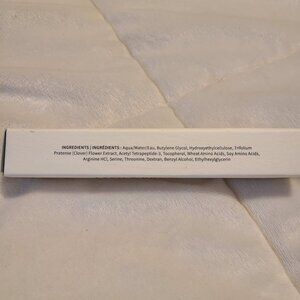 INGREDIENTS | INGRÉDIENTS: Aqua/Water/Eau, Butylene Glycol, Hydroxyethylcellulose, Trifolium
Pratense (Clover) Flower Extract, Acetyl Tetrapeptide-3, Tocopherol, Wheat Amino Acids, Soy Amino Acids,
Arginine HCl, Serine, Threonine, Dextran, Benzyl Alcohol, Ethylhexylglycerin